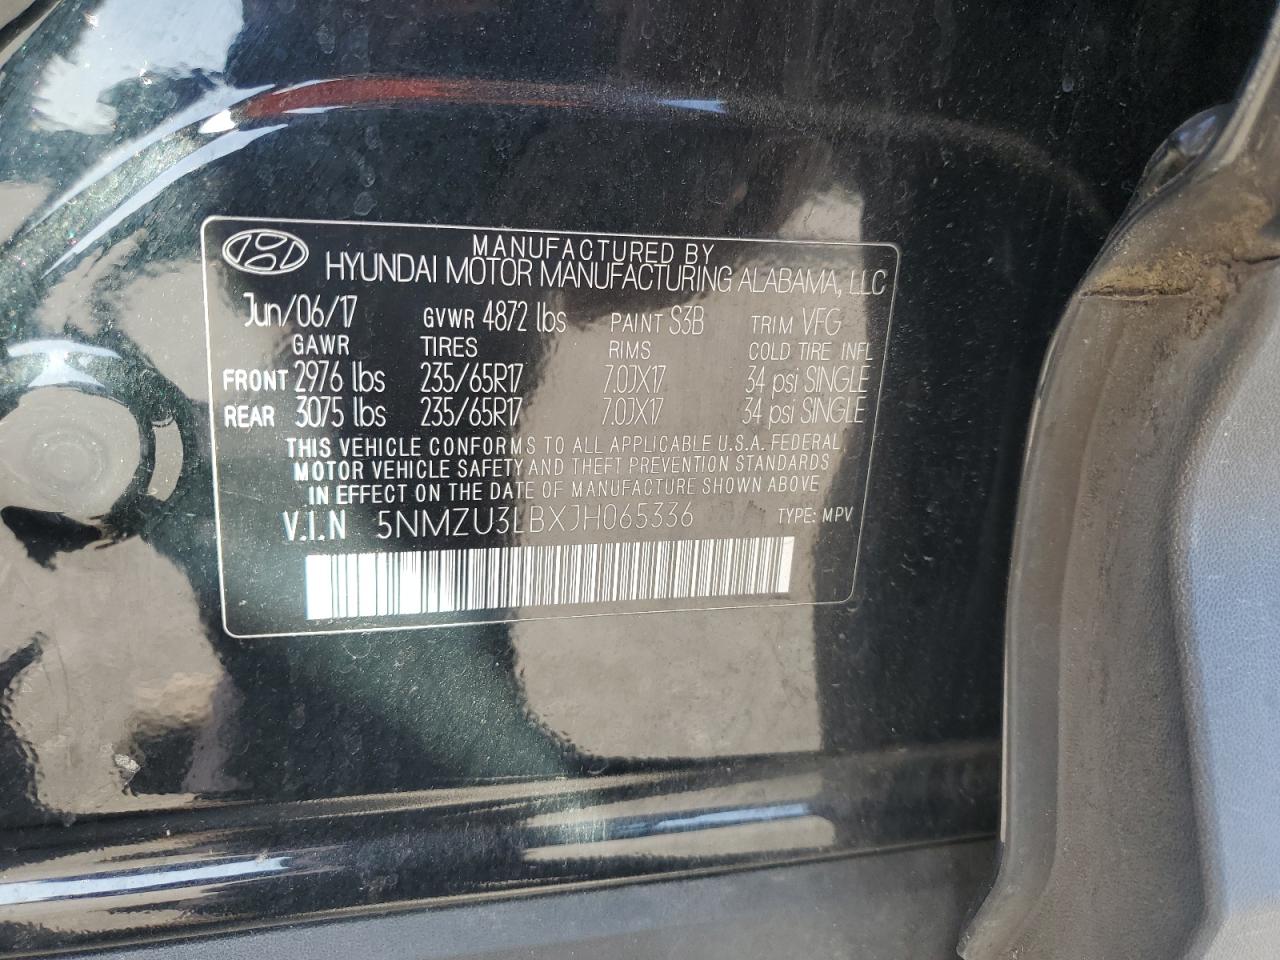 MANUFACTURED BY
HYUNDAI MOTOR MANUFACTURING ALABAMA, LLC
Jun/06/17 GVWR 4872 lbs PAINT S3B TRIM VFG
GAWR TIRES RIMS COLD TIRE INFL
FRONT 2976 lbs 235/65R17 7.0JX17 34 psi SINGLE
REAR 3075 lbs 235/65R17 7.0JX17 34 psi SINGLE
THIS VEHICLE CONFORMS TO ALL APPLICABLE U.S.A. FEDERAL
MOTOR VEHICLE SAFETY AND THEFT PREVENTION STANDARDS
IN EFFECT ON THE DATE OF MANUFACTURE SHOWN ABOVE
V.I.N 5NMZU3LBXJH065336 TYPE: MPV